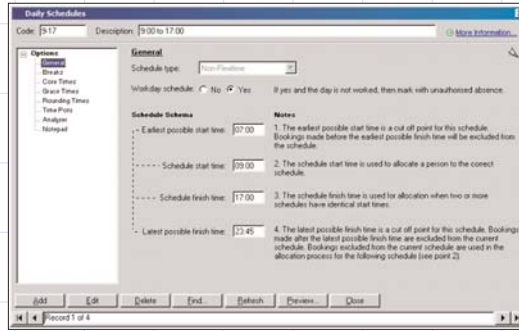 Daily Schedules
Code: 9-17 Description: 9:00 to 17:00 More Information...
Options
General
Breaks
Core Times
Grace Times
Rounding Times
Time Pairs
Analyzer
Notepad
General
Schedule type: Non-Flexitime
Workday schedule: No Yes If yes and the day is not worked, then mark with unauthorised absence.
Schedule Schema Notes
Earliest possible start time: 07:00 1. The earliest possible start time is a cut off point for this schedule.
Bookings made before the earliest possible finish time will be excluded from
the schedule.
Schedule start time: 09:00 2. The schedule start time is used to allocate a person to the correct
schedule.
Schedule finish time: 17:00 3. The schedule finish time is used for allocation when two or more
schedules have identical start times.
Latest possible finish time: 23:45 4. The latest possible finish time is a cut off point for this schedule. Bookings
made after the latest possible finish time are excluded from the current
schedule. Bookings excluded from the current schedule are used in the
allocation process for the following schedule (see point 2).
Add Edit Delete Find... Refresh Preview... Close
Record 1 of 4